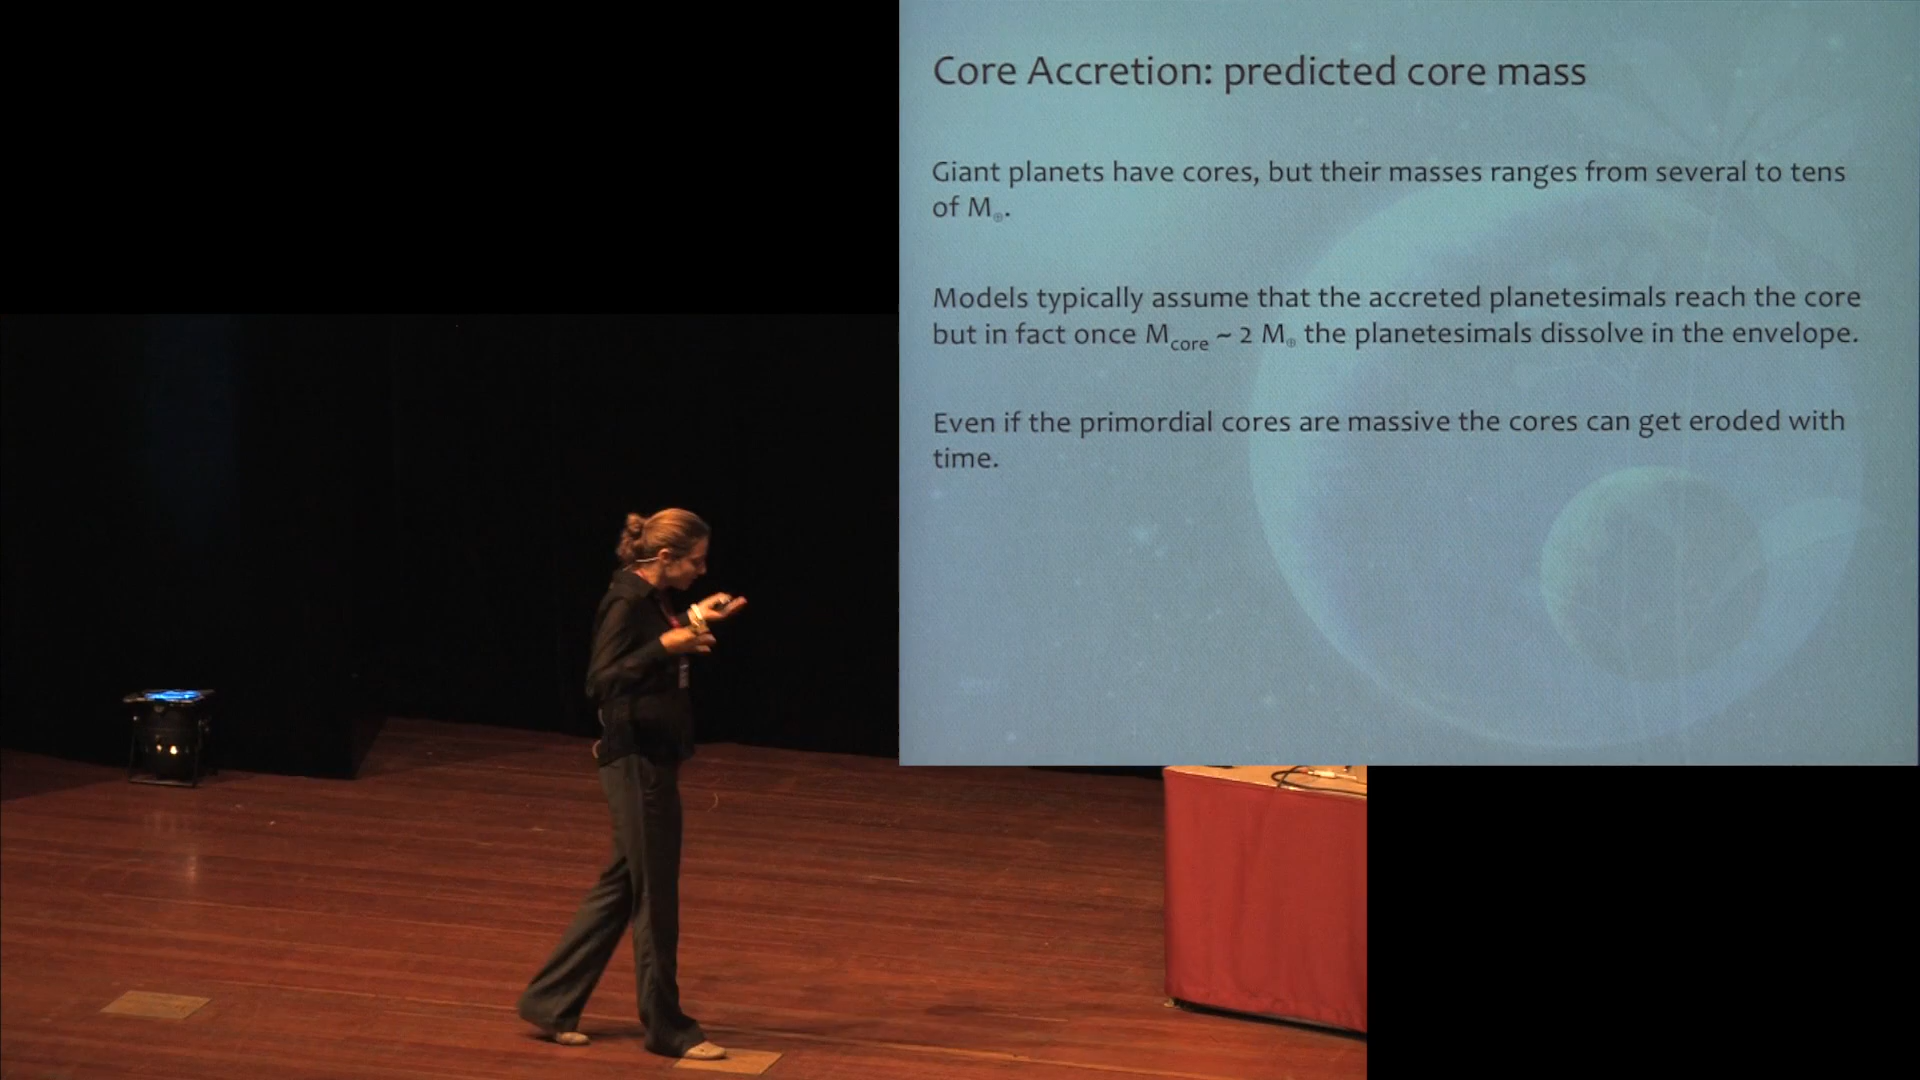 Core Accretion: predicted core mass
Giant planets have cores, but their masses ranges from several to tens
of M⊕.
Models typically assume that the accreted planetesimals reach the core
but in fact once Mcore ~ 2 M⊕ the planetesimals dissolve in the envelope.
Even if the primordial cores are massive the cores can get eroded with
time.